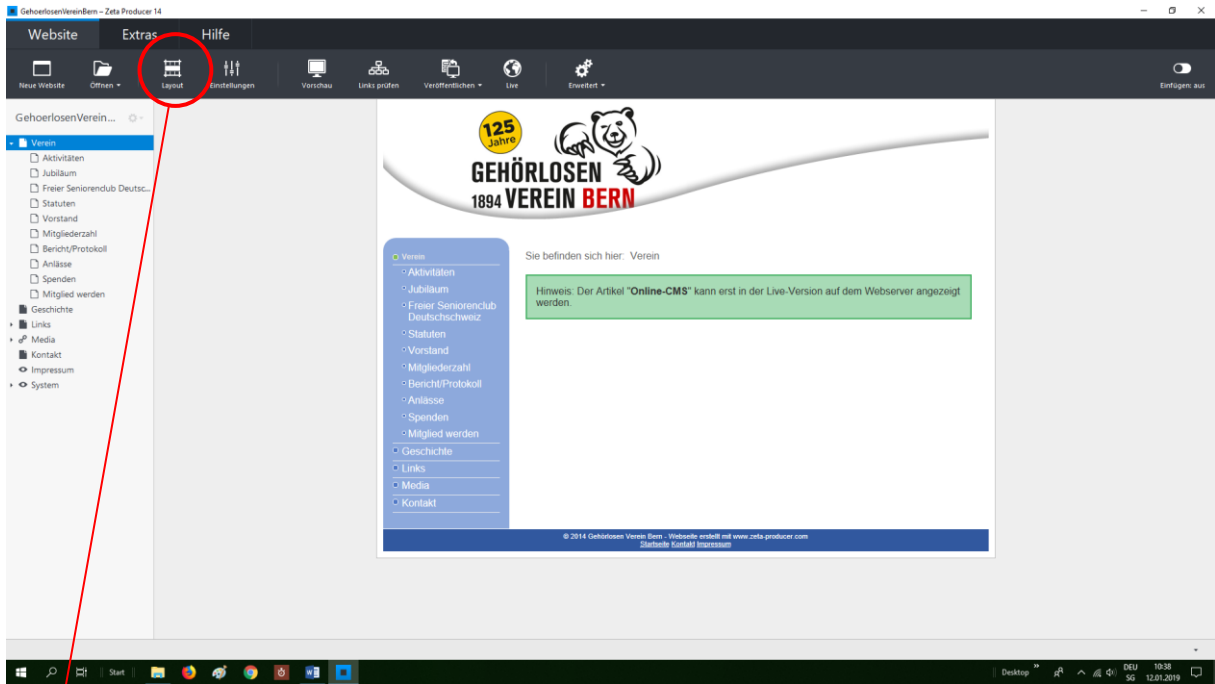 GehoerlosenVereinBern – Zeta Producer 14
Website Extras Hilfe
Neue Website Öffnen Layout Einstellungen Vorschau Links prüfen Veröffentlichen Live Erweitert Einfügen: aus
GehoerlosenVerein...
Verein
Aktivitäten
Jubiläum
Freier Seniorenclub Deutsc...
Statuten
Vorstand
Mitgliederzahl
Bericht/Protokoll
Anlässe
Spenden
Mitglied werden
Geschichte
Links
Media
Kontakt
Impressum
System
125
Jahre
GEHÖRLOSEN
1894 VEREIN BERN
Verein
Aktivitäten
Jubiläum
Freier Seniorenclub
Deutschschweiz
Statuten
Vorstand
Mitgliederzahl
Bericht/Protokoll
Anlässe
Spenden
Mitglied werden
Geschichte
Links
Media
Kontakt
Sie befinden sich hier: Verein
Hinweis: Der Artikel "Online-CMS" kann erst in der Live-Version auf dem Webserver angezeigt
werden.
© 2014 Gehörlosen Verein Bern - Webseite erstellt mit www.zeta-producer.com
Startseite Kontakt Impressum
Start Desktop DEU 10:38
SG 12.01.2019